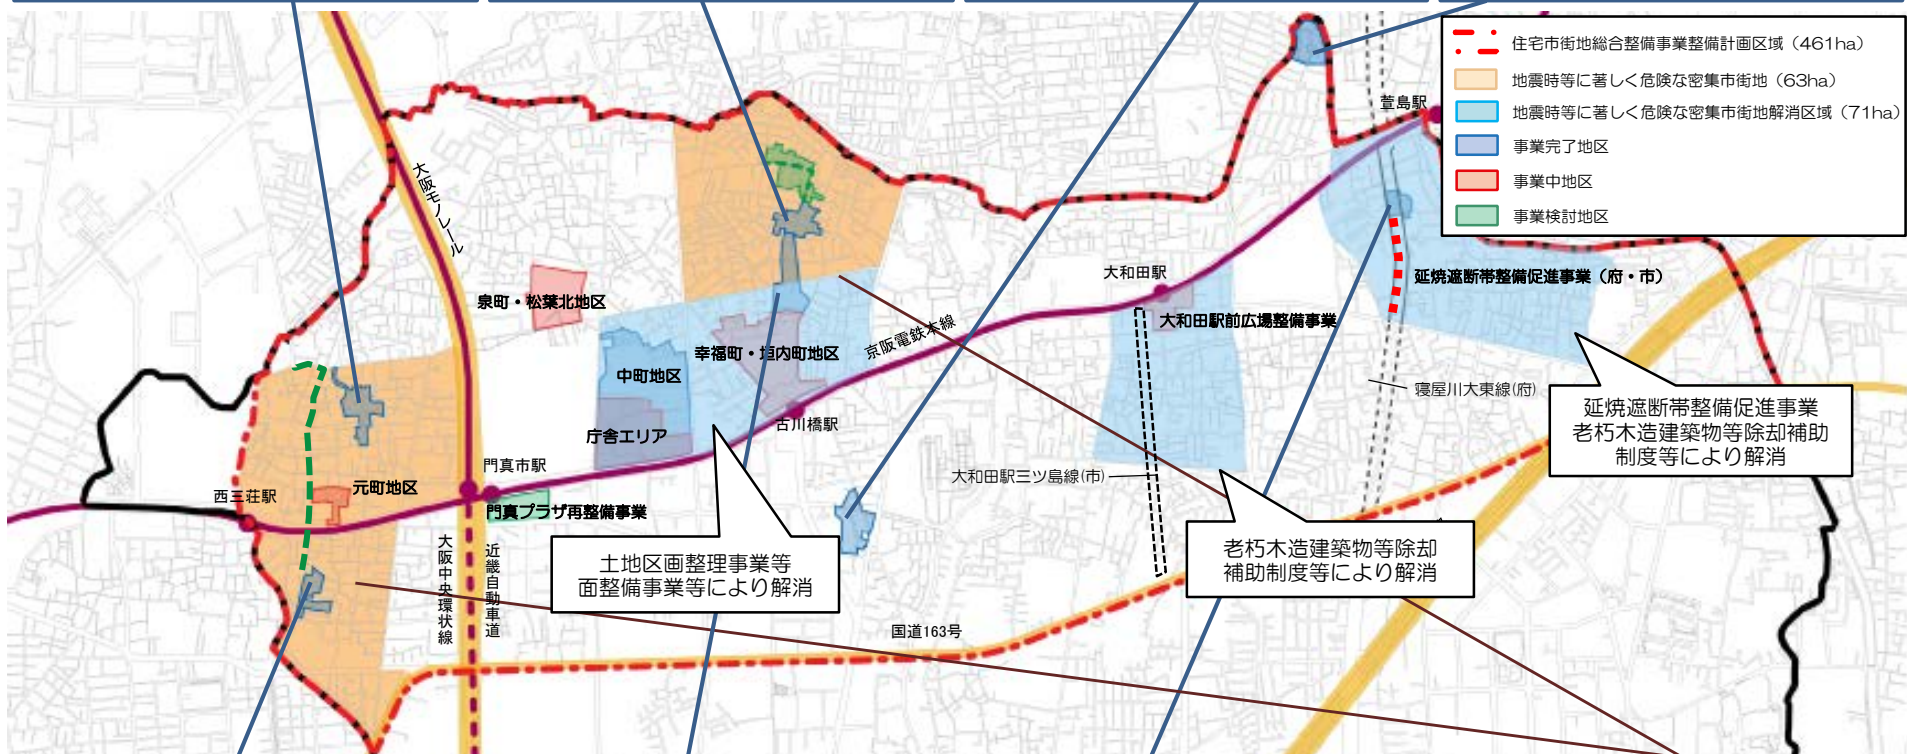 住宅市街地総合整備事業整備計画区域（461ha）
地震時等に著しく危険な密集市街地（63ha）
地震時等に著しく危険な密集市街地解消区域（71ha）
事業完了地区
事業中地区
事業検討地区
萱島駅
大阪モノレール
大和田駅
延焼遮断帯整備促進事業（府・市）
泉町・松葉北地区
大和田駅前広場整備事業
京阪電鉄本線
幸福町・垣内町地区
中町地区
寝屋川大東線(府)
延焼遮断帯整備促進事業
老朽木造建築物等除却補助
制度等により解消
古川橋駅
庁舎エリア
門真市駅
大和田駅三ツ島線(市)
西三荘駅
元町地区
門真プラザ再整備事業
大阪中央環状線
近畿自動車道
土地区画整理事業等
面整備事業等により解消
老朽木造建築物等除却
補助制度等により解消
国道163号